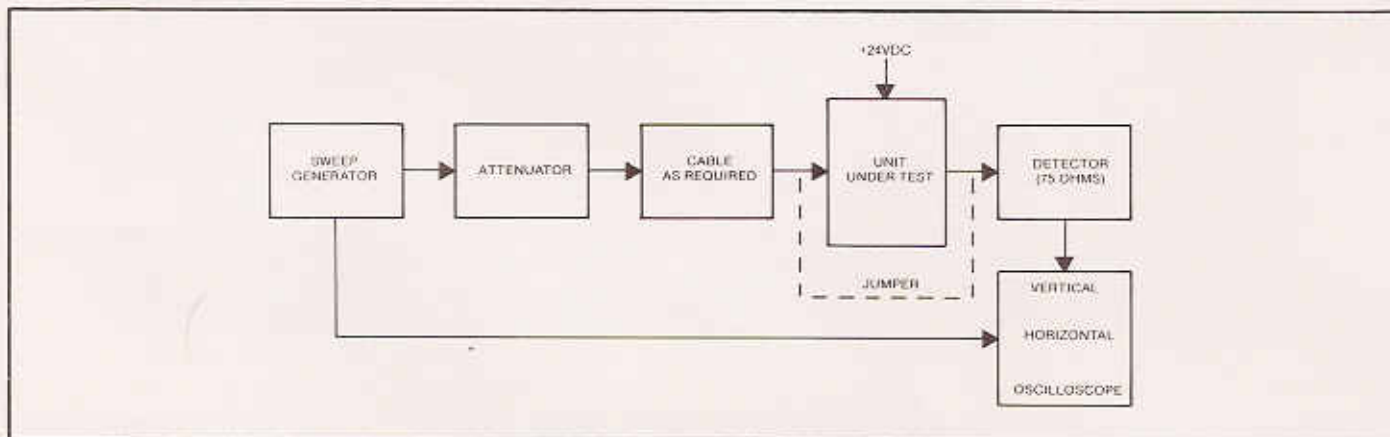 +24VDC
SWEEP
GENERATOR
ATTENUATOR
CABLE
AS REQUIRED
UNIT
UNDER TEST
DETECTOR
(75 OHMS)
JUMPER
VERTICAL
HORIZONTAL
OSCILLOSCOPE